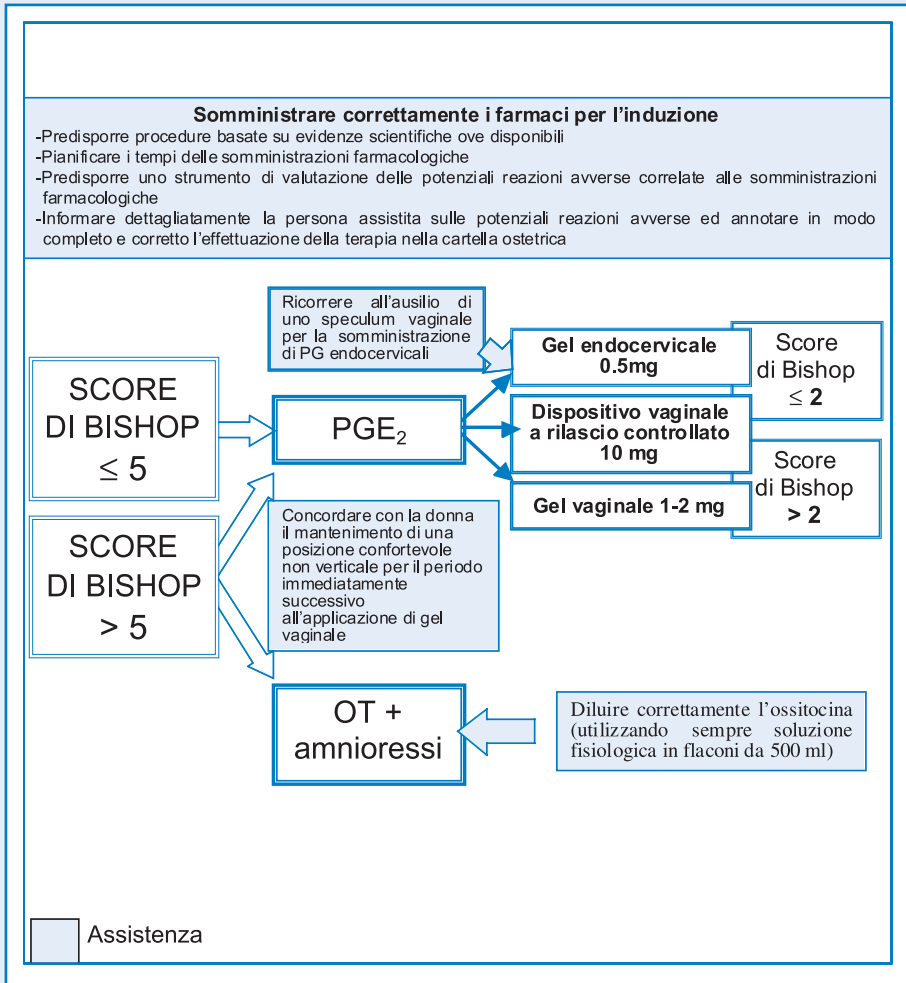 Somministrare correttamente i farmaci per l'induzione
-Predisporre procedure basate su evidenze scientifiche ove disponibili
-Pianificare i tempi delle somministrazioni farmacologiche
-Predisporre uno strumento di valutazione delle potenziali reazioni avverse correlate alle somministrazioni
farmacologiche
-Informare dettagliatamente la persona assistita sulle potenziali reazioni avverse ed annotare in modo
completo e corretto l'effettuazione della terapia nella cartella ostetrica
Ricorrere all'ausilio di
uno speculum vaginale
per la somministrazione
di PG endocervicali
SCORE
DI BISHOP
≤ 5
PGE₂
Gel endocervicale
0.5mg
Dispositivo vaginale
a rilascio controllato
10 mg
Gel vaginale 1-2 mg
Score
di Bishop
≤ 2
Score
di Bishop
> 2
SCORE
DI BISHOP
> 5
Concordare con la donna
il mantenimento di una
posizione confortevole
non verticale per il periodo
immediatamente
successivo
all'applicazione di gel
vaginale
OT +
amnioressi
Diluire correttamente l'ossitocina
(utilizzando sempre soluzione
fisiologica in flaconi da 500 ml)
Assistenza